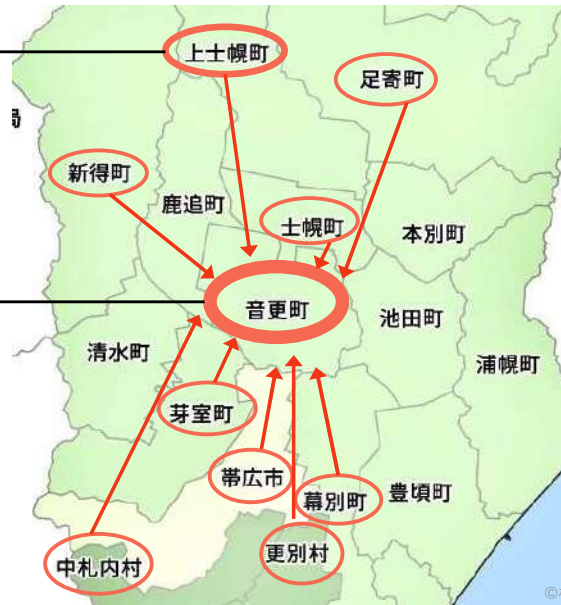 上士幌町
足寄町
局
新得町
鹿追町
士幌町
本別町
音更町
池田町
清水町
浦幌町
芽室町
帯広市
幕別町
豊頃町
更別村
中札内村
©